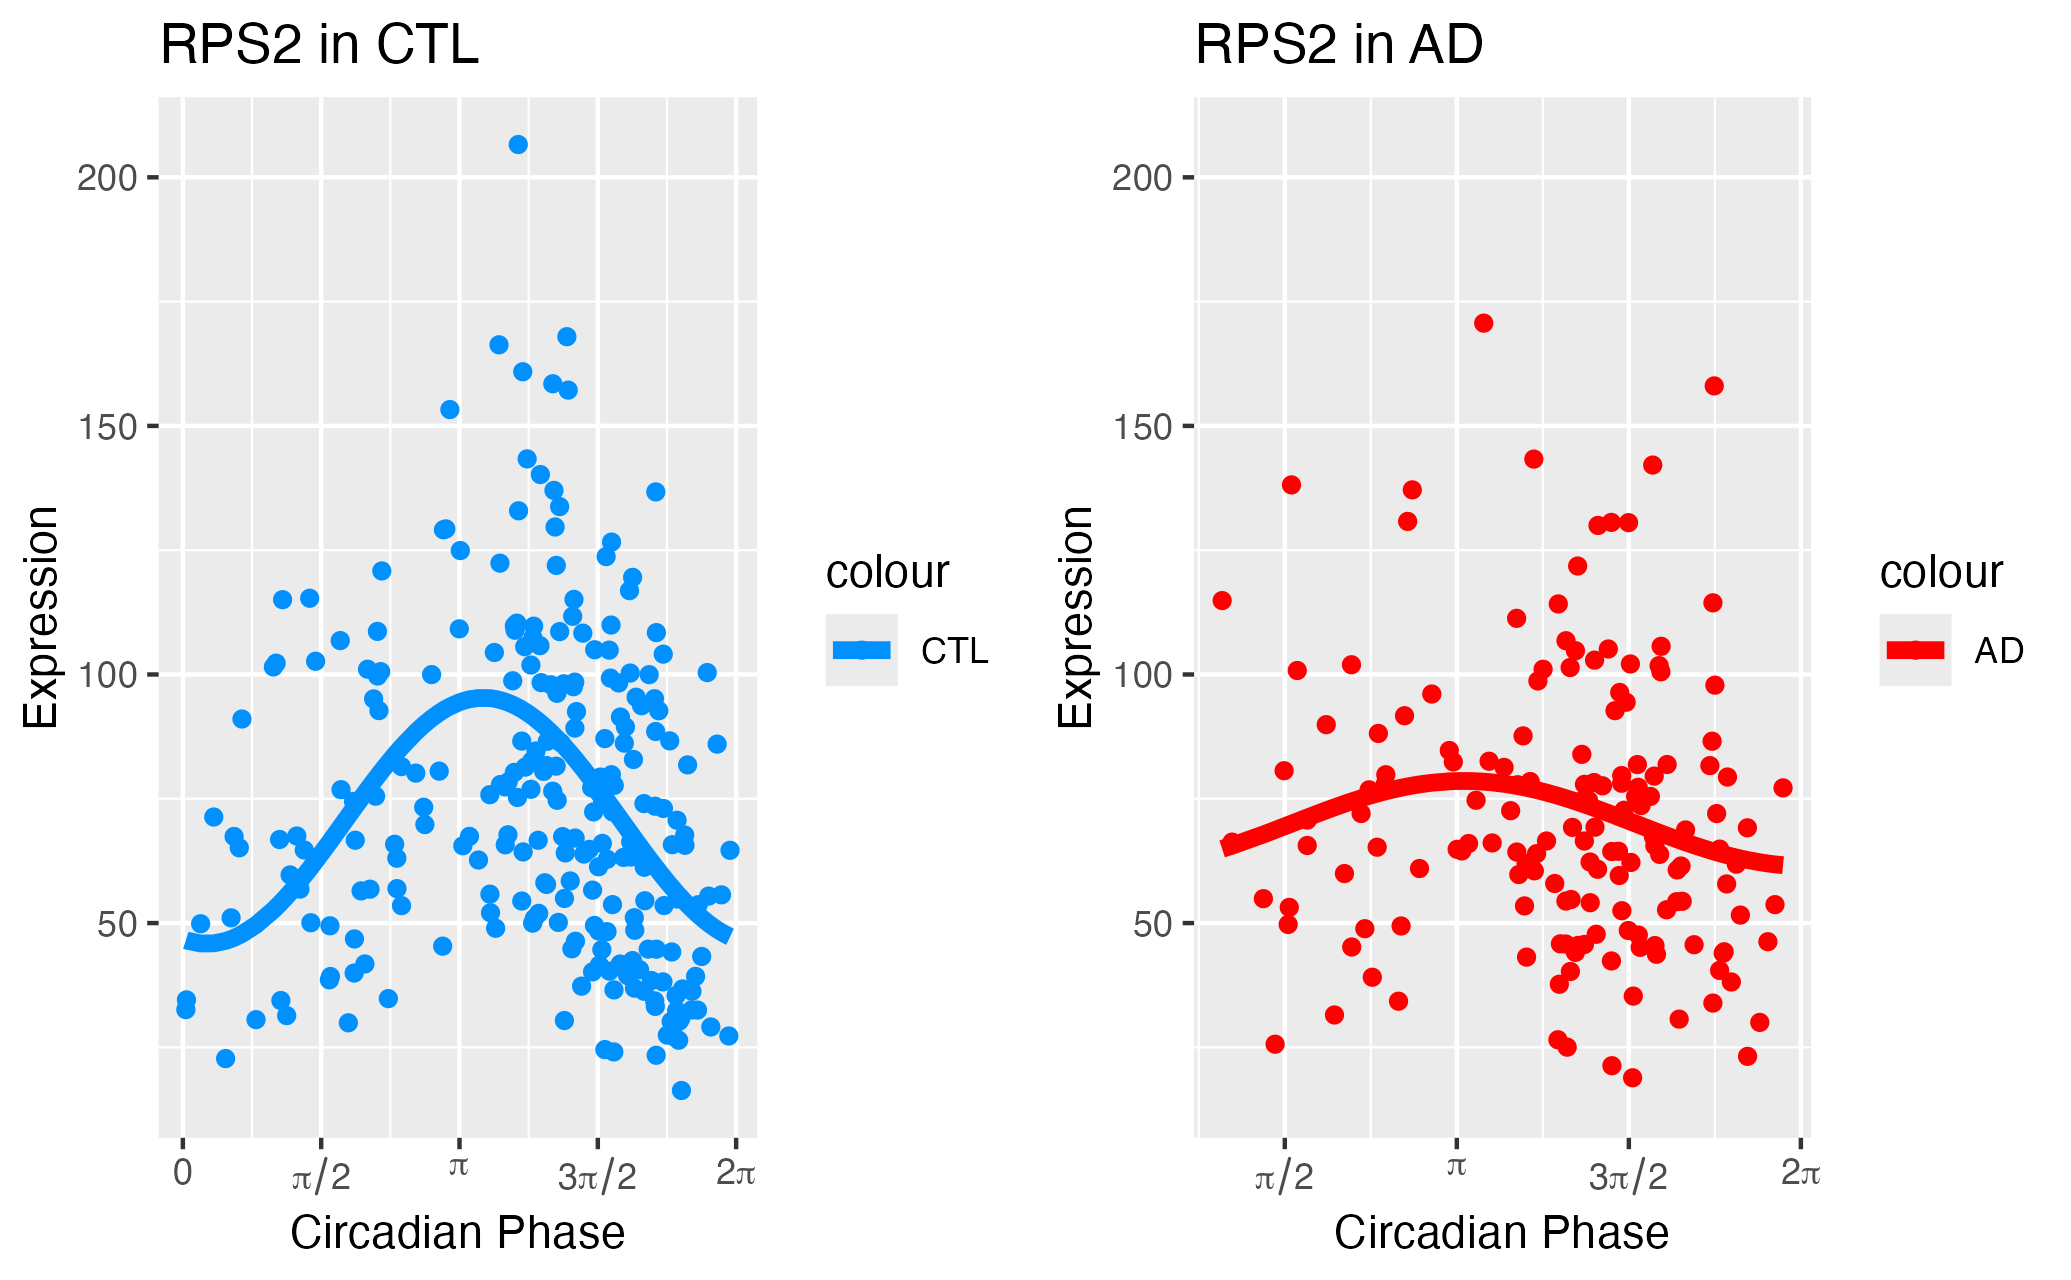 RPS2 in CTL
200
150
100
50
Expression
0
π/2
π
3π/2
2π
Circadian Phase
colour
CTL
RPS2 in AD
200
150
100
50
Expression
π/2
π
3π/2
2π
Circadian Phase
colour
AD